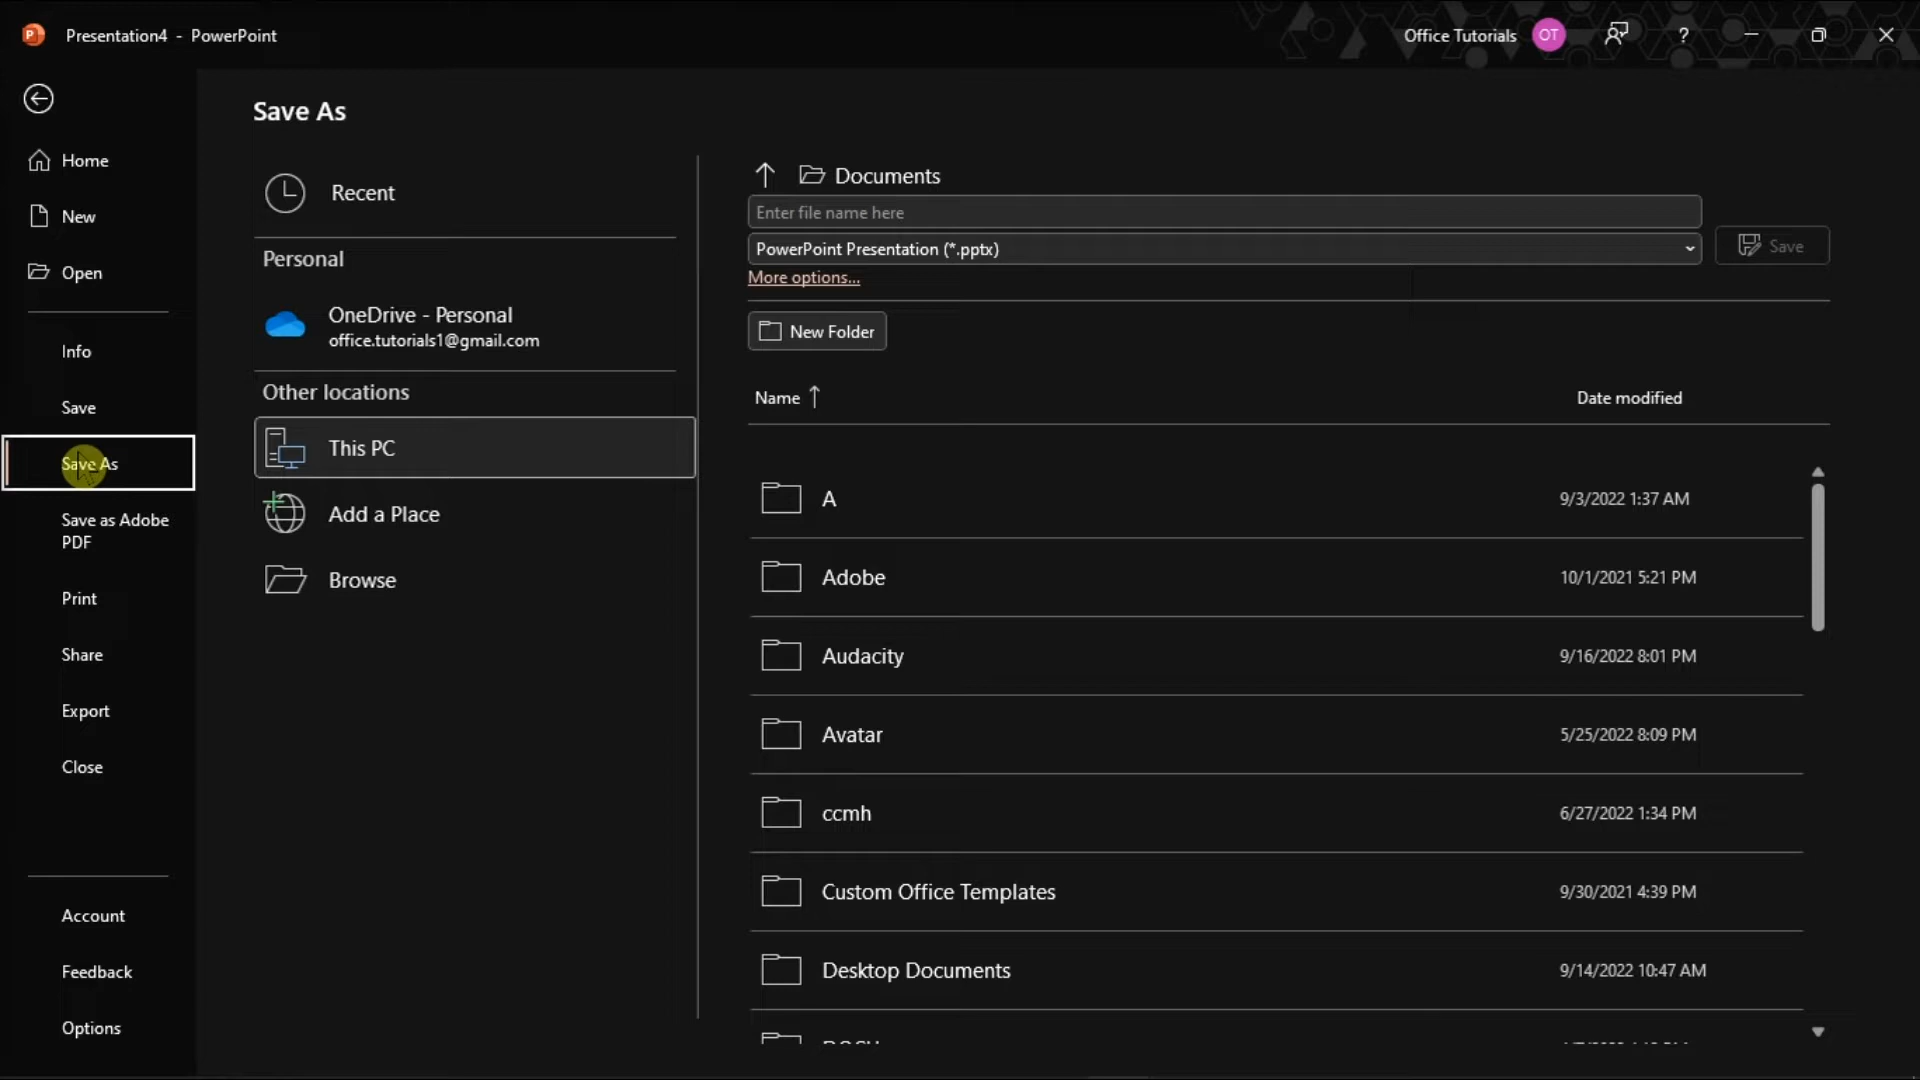 Presentation4 - PowerPoint
Office Tutorials OT
?
Home
New
Open
Info
Save
Save As
Save as Adobe
PDF
Print
Share
Export
Close
Account
Feedback
Options
Save As
Recent
Personal
OneDrive - Personal
office.tutorials1@gmail.com
Other locations
This PC
Add a Place
Browse
Documents
Enter file name here
PowerPoint Presentation (*.pptx)
Save
More options...
New Folder
Name Date modified
A 9/3/2022 1:37 AM
Adobe 10/1/2021 5:21 PM
Audacity 9/16/2022 8:01 PM
Avatar 5/25/2022 8:09 PM
ccmh 6/27/2022 1:34 PM
Custom Office Templates 9/30/2021 4:39 PM
Desktop Documents 9/14/2022 10:47 AM